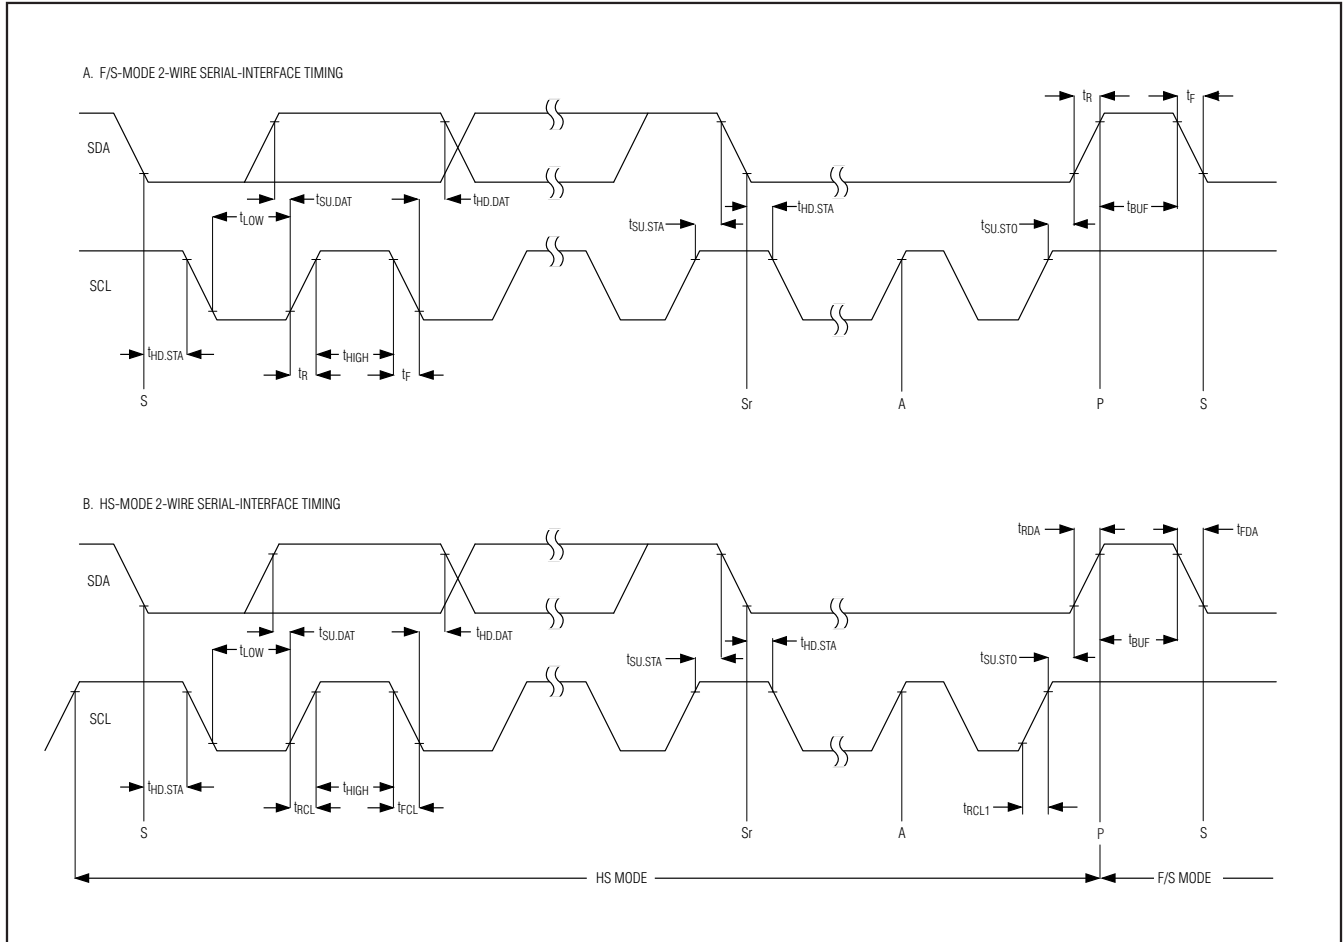 A. F/S-MODE 2-WIRE SERIAL-INTERFACE TIMING
tR
tF
SDA
tSU.DAT
tHD.DAT
tHD.STA
tLOW
tBUF
tSU.STA
tSU.STO
SCL
tHD.STA
tHIGH
tR
tF
S
Sr
A
P
S
B. HS-MODE 2-WIRE SERIAL-INTERFACE TIMING
tRDA
tFDA
SDA
tSU.DAT
tHD.DAT
tHD.STA
tBUF
tLOW
tSU.STA
tSU.STO
SCL
tHD.STA
tHIGH
tRCL
tFCL
tRCL1
S
Sr
A
P
S
HS MODE
F/S MODE